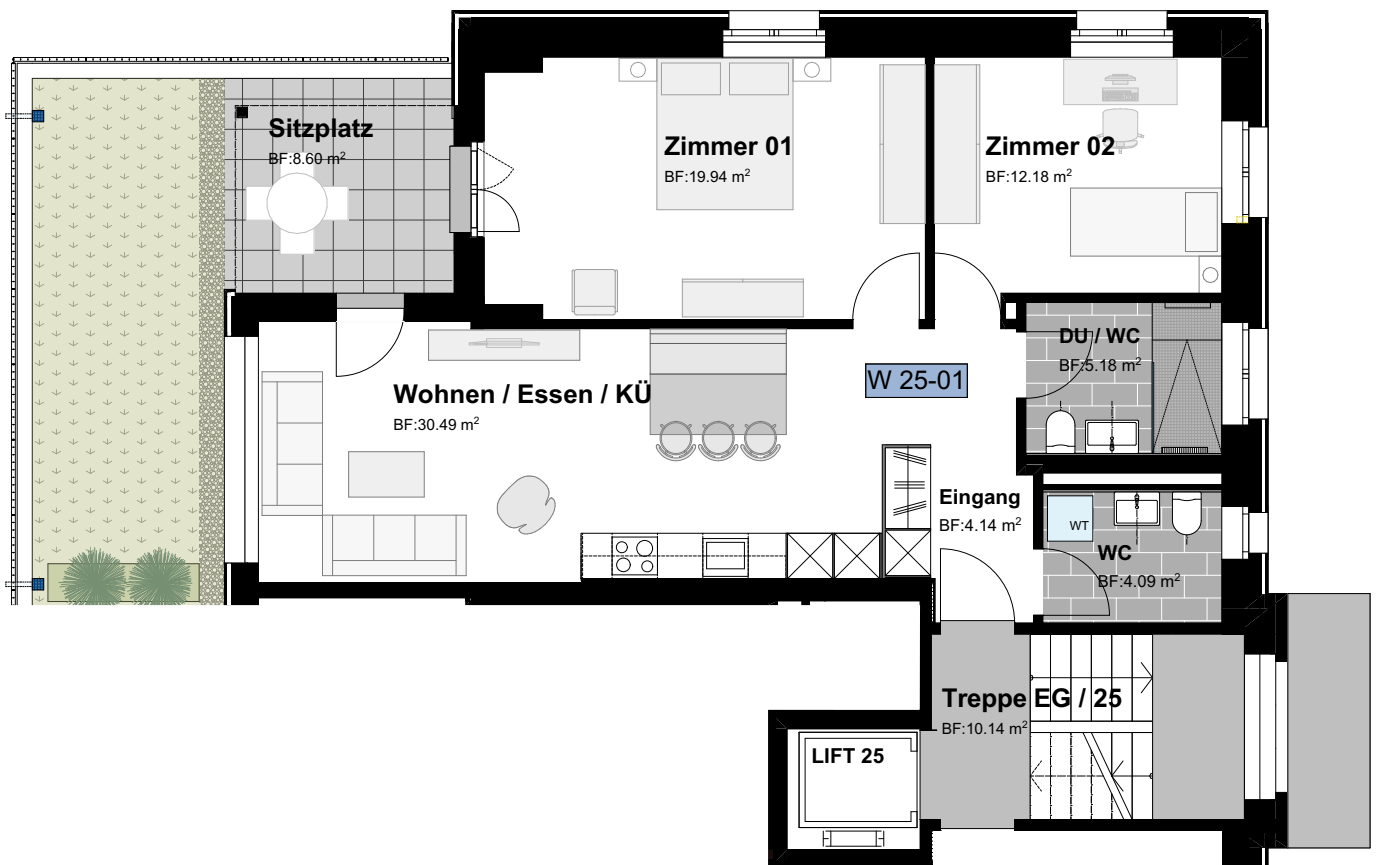 Sitzplatz
BF:8.60 m²
Zimmer 01
BF:19.94 m²
Zimmer 02
BF:12.18 m²
DU / WC
BF:5.18 m²
W 25-01
Wohnen / Essen / KÜ
BF:30.49 m²
Eingang
BF:4.14 m²
WT
WC
BF:4.09 m²
Treppe EG / 25
BF:10.14 m²
LIFT 25